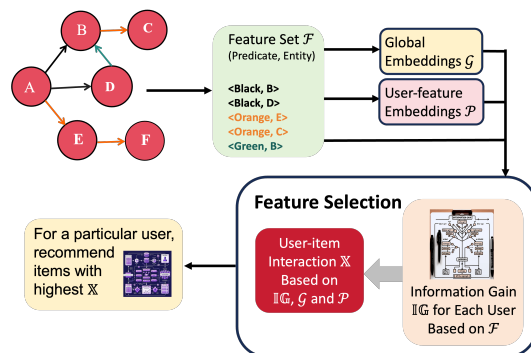 A
B
C
D
E
F
Feature Set ℱ
(Predicate, Entity)
<Black, B>
<Black, D>
<Orange, E>
<Orange, C>
<Green, B>
Global
Embeddings 𝒢
User-feature
Embeddings 𝒫
Feature Selection
User-item
Interaction 𝕏
Based on
𝕀𝔾, 𝒢 and 𝒫
Information Gain
𝕀𝔾 for Each User
Based on ℱ
For a particular user,
recommend
items with
highest 𝕏